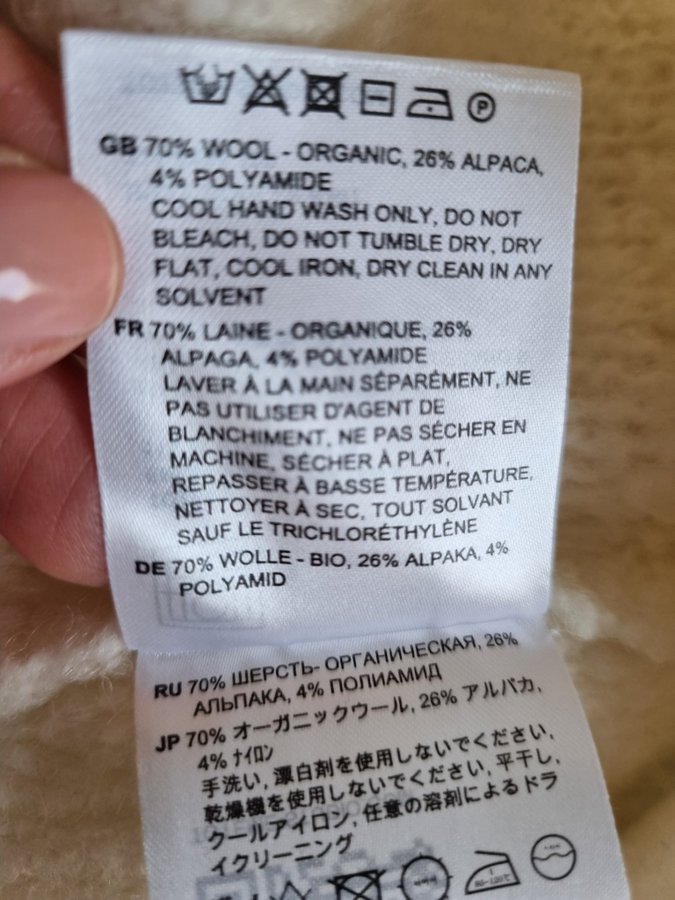 P
GB 70% WOOL - ORGANIC, 26% ALPACA,
4% POLYAMIDE
COOL HAND WASH ONLY, DO NOT
BLEACH, DO NOT TUMBLE DRY, DRY
FLAT, COOL IRON, DRY CLEAN IN ANY
SOLVENT
FR 70% LAINE - ORGANIQUE, 26%
ALPAGA, 4% POLYAMIDE
LAVER À LA MAIN SÉPARÉMENT, NE
PAS UTILISER D'AGENT DE
BLANCHIMENT, NE PAS SÉCHER EN
MACHINE, SÉCHER À PLAT,
REPASSER À BASSE TEMPÉRATURE,
NETTOYER À SEC, TOUT SOLVANT
SAUF LE TRICHLORÉTHYLÈNE
DE 70% WOLLE - BIO, 26% ALPAKA, 4%
POLYAMID
RU 70% ШЕРСТЬ- ОРГАНИЧЕСКАЯ, 26%
АЛЬПАКА, 4% ПОЛИАМИД
JP 70% オーガニックウール, 26% アルパカ,
4% ﾅｲﾛﾝ
手洗い, 漂白剤を使用しないでください,
乾燥機を使用しないでください, 平干し,
クールアイロン, 任意の溶剤によるドラ
イクリーニング